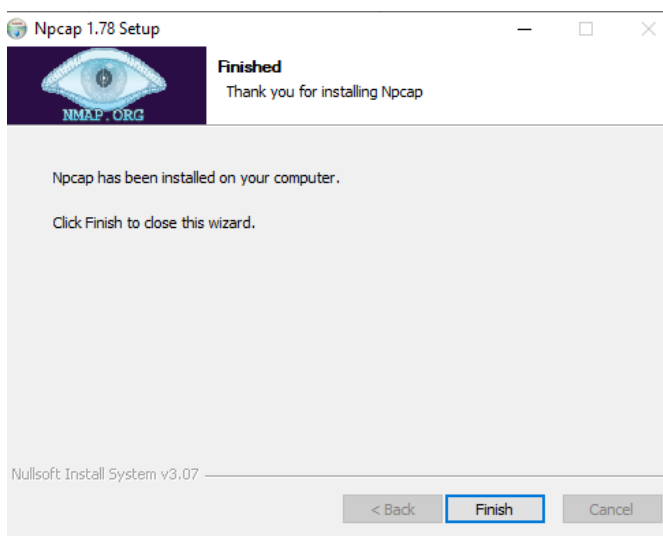 Npcap 1.78 Setup
Finished
Thank you for installing Npcap
NMAP.ORG
Npcap has been installed on your computer.
Click Finish to close this wizard.
Nullsoft Install System v3.07
< Back
Finish
Cancel